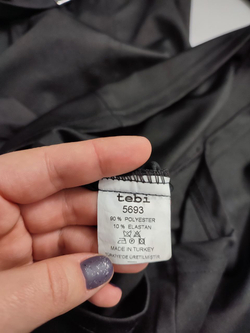 tebi
5693
90 % POLYESTER
10 % ELASTAN
MADE IN TURKEY